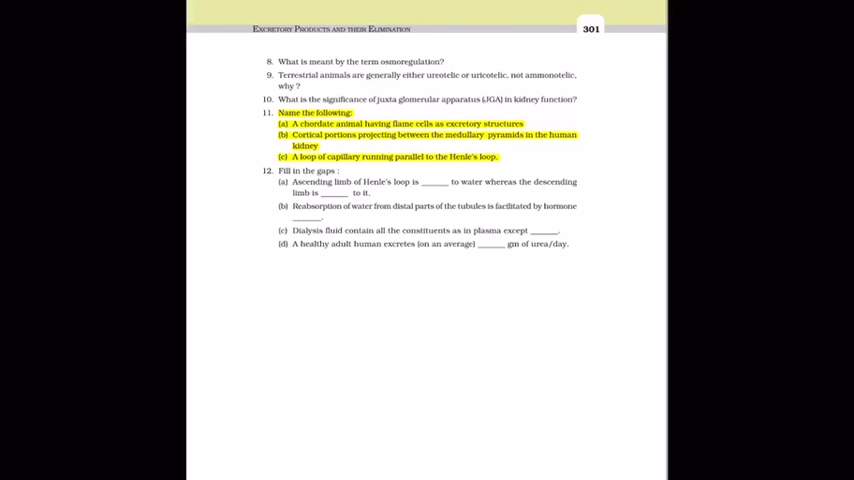 EXCRETORY PRODUCTS AND THEIR ELIMINATION 301
8. What is meant by the term osmoregulation?
9. Terrestrial animals are generally either ureotelic or uricotelic, not ammonotelic,
why ?
10. What is the significance of juxta glomerular apparatus (JGA) in kidney function?
11. Name the following:
(a) A chordate animal having flame cells as excretory structures
(b) Cortical portions projecting between the medullary pyramids in the human
kidney
(c) A loop of capillary running parallel to the Henle's loop.
12. Fill in the gaps :
(a) Ascending limb of Henle's loop is ______ to water whereas the descending
limb is ______ to it.
(b) Reabsorption of water from distal parts of the tubules is facilitated by hormone
______.
(c) Dialysis fluid contain all the constituents as in plasma except ______.
(d) A healthy adult human excretes (on an average) ______ gm of urea/day.